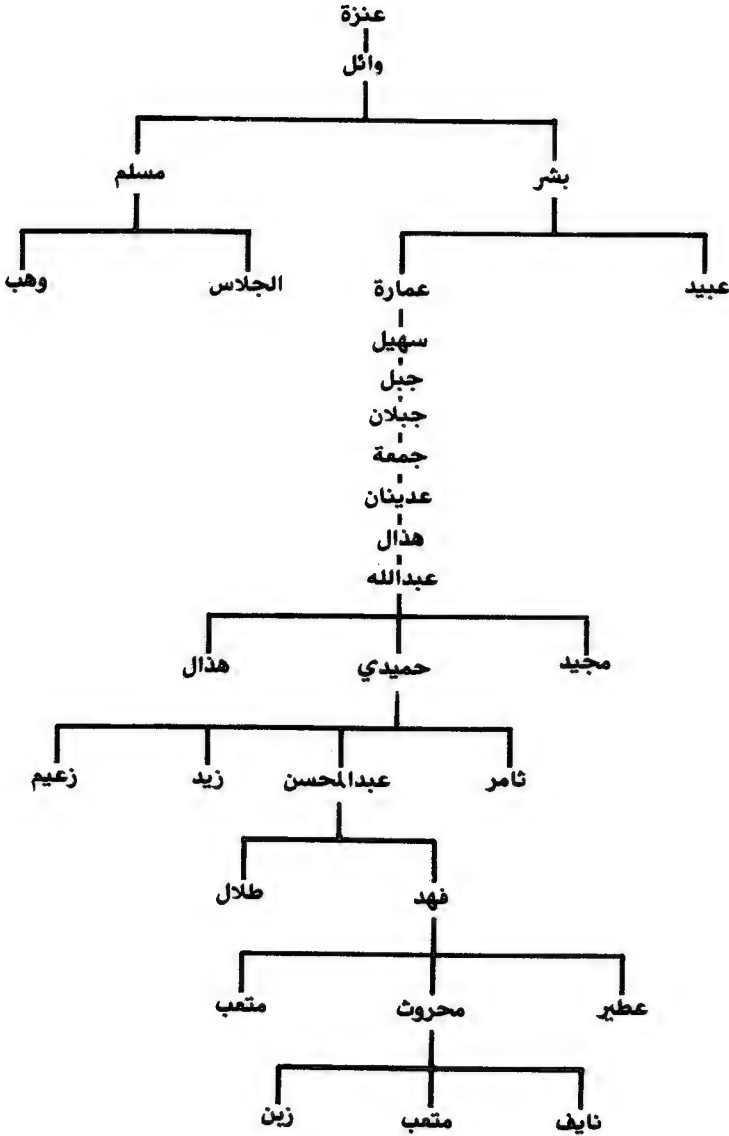 عنزة
وائل
بشر مسلم
عبيد عمارة الجلاس وهب
سهيل
جبل
جبلان
جمعة
عدينان
هذال
عبدالله
مجيد حميدي هذال
ثامر عبدالمحسن زيد زعيم
فهد طلال
عطير محروث متعب
نايف متعب زين